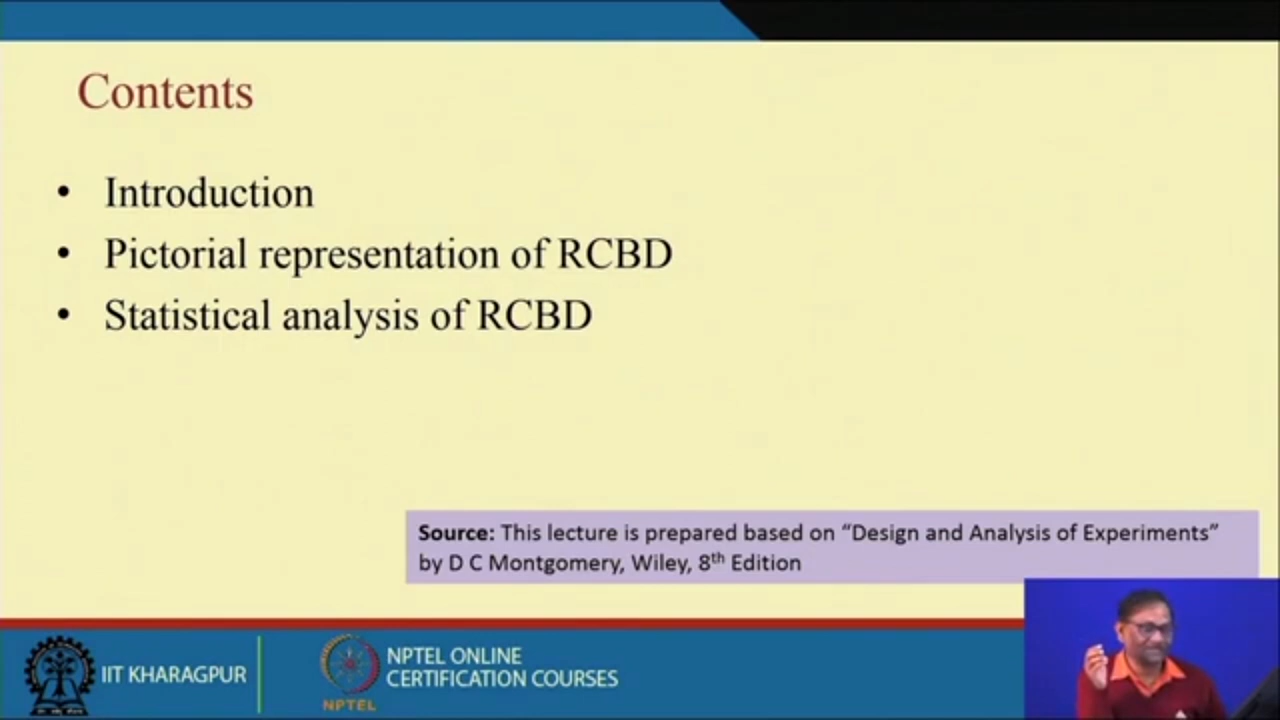 Contents
• Introduction
• Pictorial representation of RCBD
• Statistical analysis of RCBD
Source: This lecture is prepared based on “Design and Analysis of Experiments”
by D C Montgomery, Wiley, 8th Edition
IIT KHARAGPUR
NPTEL
NPTEL ONLINE
CERTIFICATION COURSES